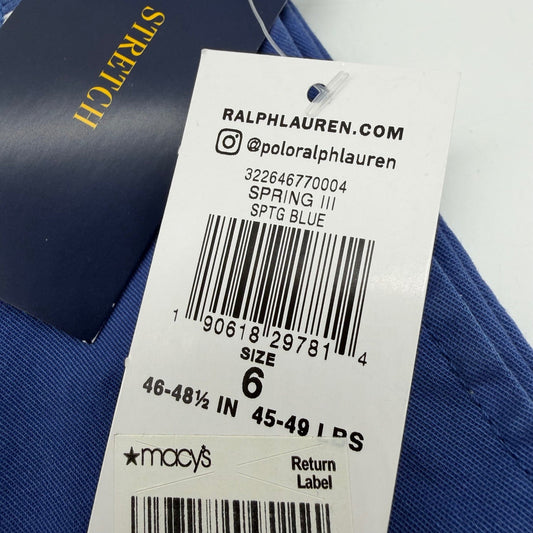 STRETCH
RALPHLAUREN.COM
@poloralphlauren
322646770004
SPRING III
SPTG BLUE
1 90618 29781 4
SIZE
6
46-48½ IN 45-49 LBS
★macy's
Return
Label